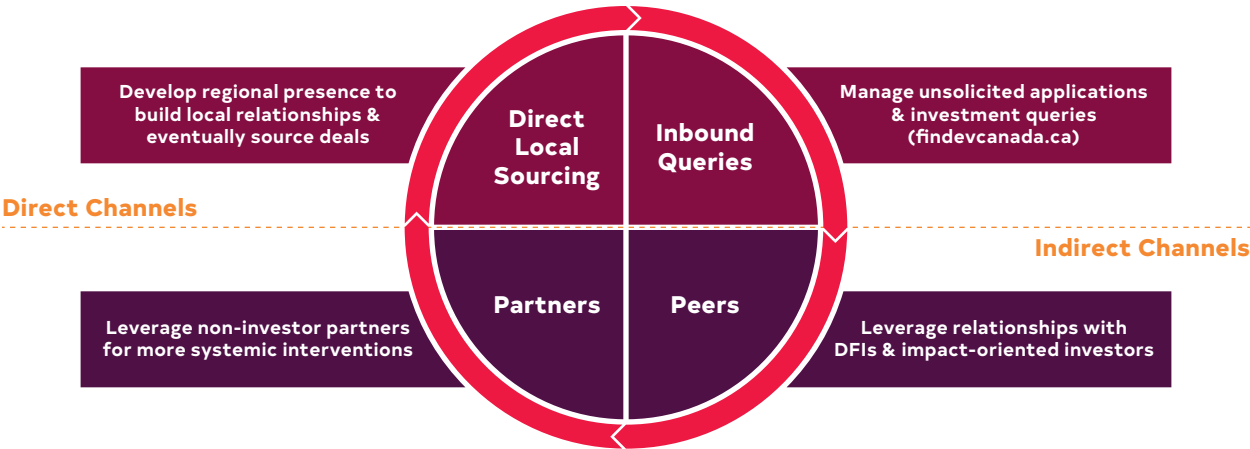 Develop regional presence to
build local relationships &
eventually source deals
Direct
Local
Sourcing
Inbound
Queries
Manage unsolicited applications
& investment queries
(findevcanada.ca)
Direct Channels
Indirect Channels
Leverage non-investor partners
for more systemic interventions
Partners
Peers
Leverage relationships with
DFIs & impact-oriented investors